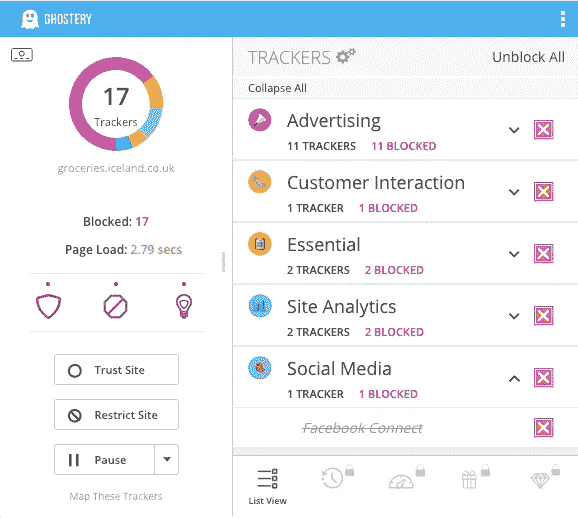 GHOSTERY
17
Trackers
groceries.iceland.co.uk
Blocked: 17
Page Load: 2.79 secs
Trust Site
Restrict Site
Pause
Map These Trackers
TRACKERS
Unblock All
Collapse All
Advertising
11 TRACKERS 11 BLOCKED
Customer Interaction
1 TRACKER 1 BLOCKED
Essential
2 TRACKERS 2 BLOCKED
Site Analytics
2 TRACKERS 2 BLOCKED
Social Media
1 TRACKER 1 BLOCKED
Facebook Connect
List View